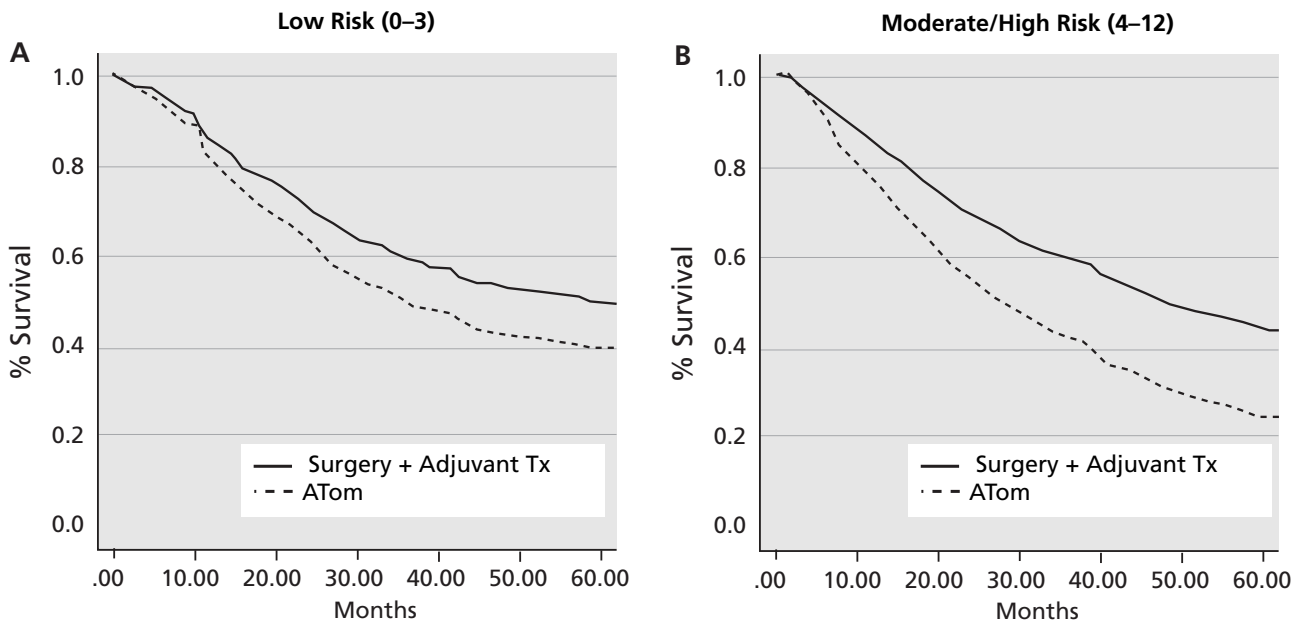 Low Risk (0–3)
A
% Survival
1.0
0.8
0.6
0.4
0.2
0.0
Surgery + Adjuvant Tx
ATom
.00 10.00 20.00 30.00 40.00 50.00 60.00
Months
Moderate/High Risk (4–12)
B
% Survival
1.0
0.8
0.6
0.4
0.2
0.0
Surgery + Adjuvant Tx
ATom
.00 10.00 20.00 30.00 40.00 50.00 60.00
Months